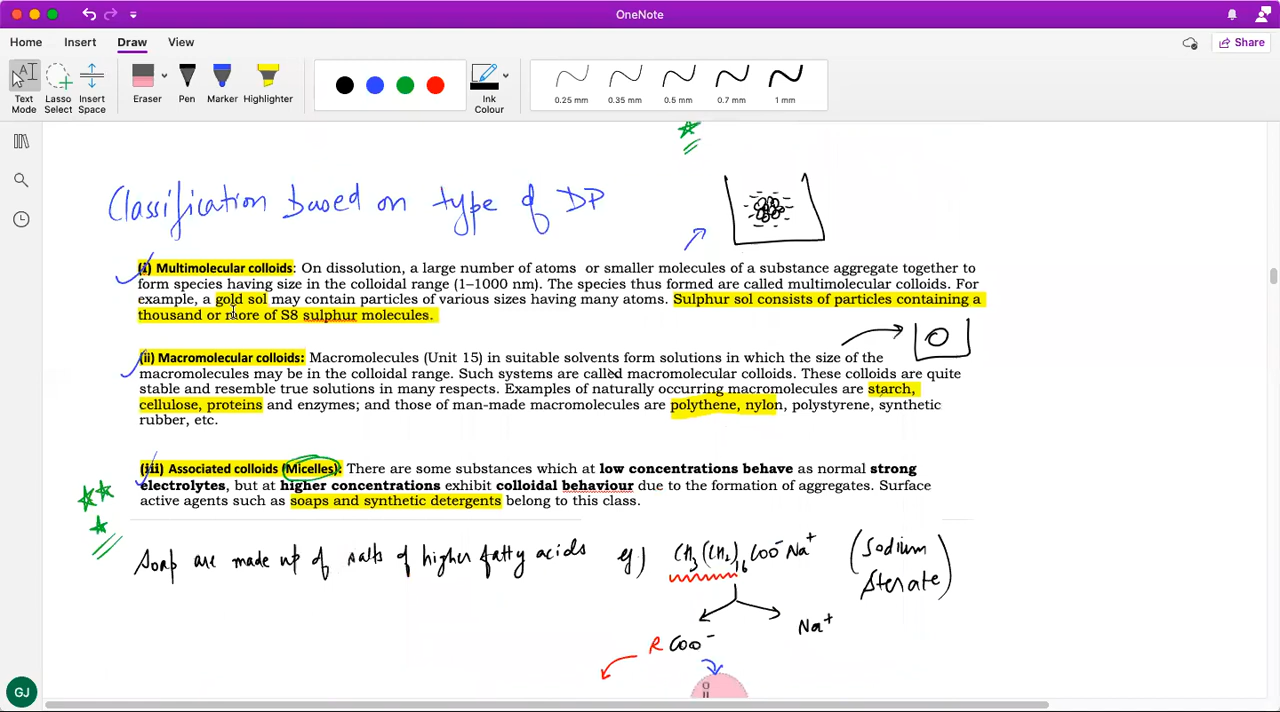 OneNote
Home Insert Draw View
Share
Text Mode
Lasso Select
Insert Space
Eraser
Pen
Marker
Highlighter
Ink Colour
0.25 mm 0.35 mm 0.5 mm 0.7 mm 1 mm
Classification based on type of DP
(i) Multimolecular colloids: On dissolution, a large number of atoms or smaller molecules of a substance aggregate together to
form species having size in the colloidal range (1–1000 nm). The species thus formed are called multimolecular colloids. For
example, a gold sol may contain particles of various sizes having many atoms. Sulphur sol consists of particles containing a
thousand or more of S8 sulphur molecules.
(ii) Macromolecular colloids: Macromolecules (Unit 15) in suitable solvents form solutions in which the size of the
macromolecules may be in the colloidal range. Such systems are called macromolecular colloids. These colloids are quite
stable and resemble true solutions in many respects. Examples of naturally occurring macromolecules are starch,
cellulose, proteins and enzymes; and those of man-made macromolecules are polythene, nylon, polystyrene, synthetic
rubber, etc.
(iii) Associated colloids (Micelles): There are some substances which at low concentrations behave as normal strong
electrolytes, but at higher concentrations exhibit colloidal behaviour due to the formation of aggregates. Surface
active agents such as soaps and synthetic detergents belong to this class.
Soap are made up of salts of higher fatty acids eg) CH₃(CH₂)₁₆COO⁻Na⁺ (Sodium
Sterate)
Na⁺
RCOO⁻
O
GJ